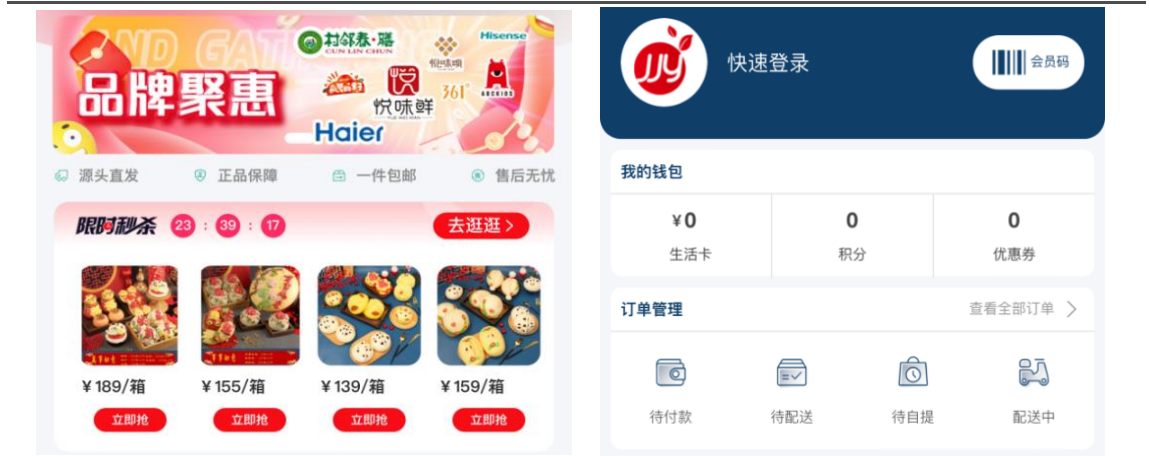 AND GAT
品牌聚惠
村邻春·膳
CUN LIN CHUN
Hisense
悦味鲜
361°
Haier
源头直发
正品保障
一件包邮
售后无忧
限时秒杀 23 : 39 : 17
去逛逛 >
¥189/箱
¥155/箱
¥139/箱
¥159/箱
立即抢
立即抢
立即抢
立即抢
JJY
快速登录
会员码
我的钱包
¥0
0
0
生活卡
积分
优惠券
订单管理
查看全部订单 >
待付款
待配送
待自提
配送中